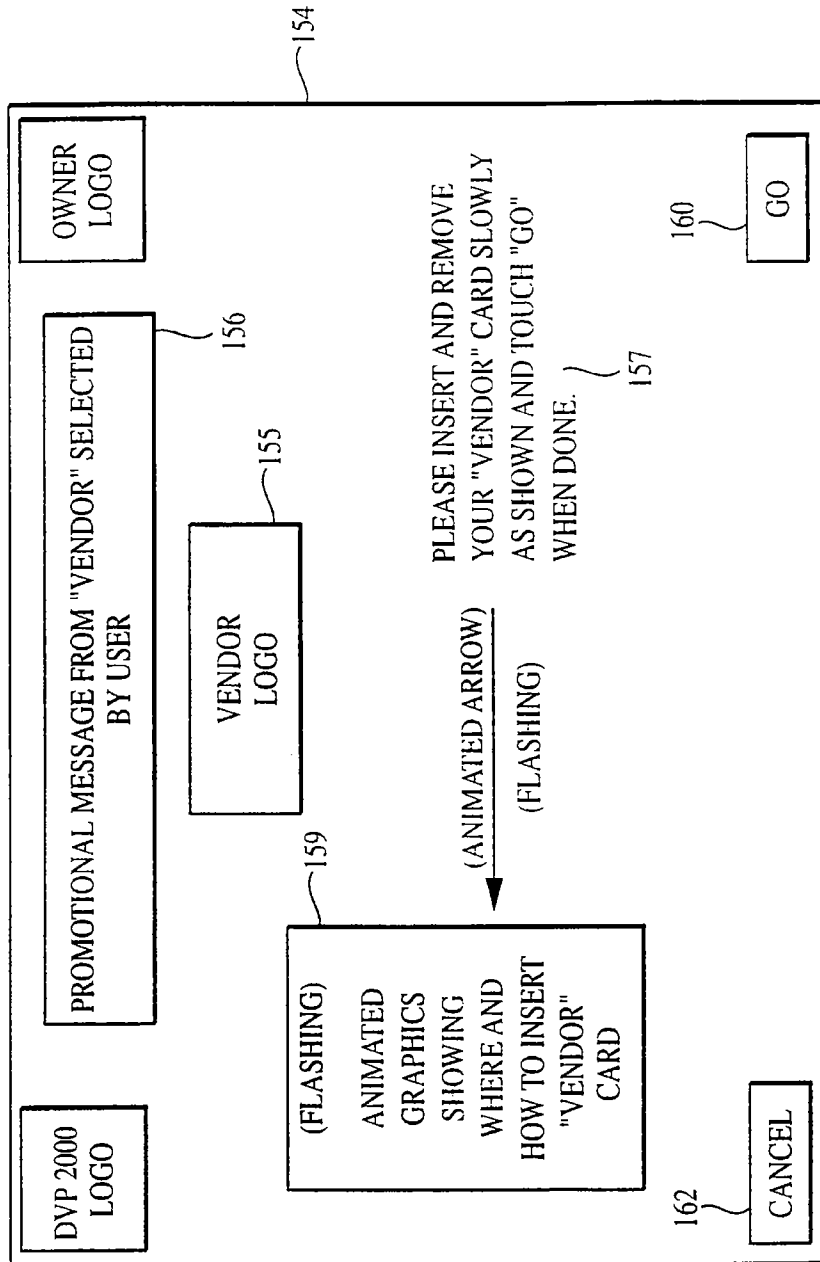 DVP 2000
LOGO
PROMOTIONAL MESSAGE FROM "VENDOR" SELECTED
BY USER
156
OWNER
LOGO
154
VENDOR
LOGO
155
159
(FLASHING)
ANIMATED
GRAPHICS
SHOWING
WHERE AND
HOW TO INSERT
"VENDOR"
CARD
(ANIMATED ARROW)
(FLASHING)
PLEASE INSERT AND REMOVE
YOUR "VENDOR" CARD SLOWLY
AS SHOWN AND TOUCH "GO"
WHEN DONE.
157
162
CANCEL
160
GO